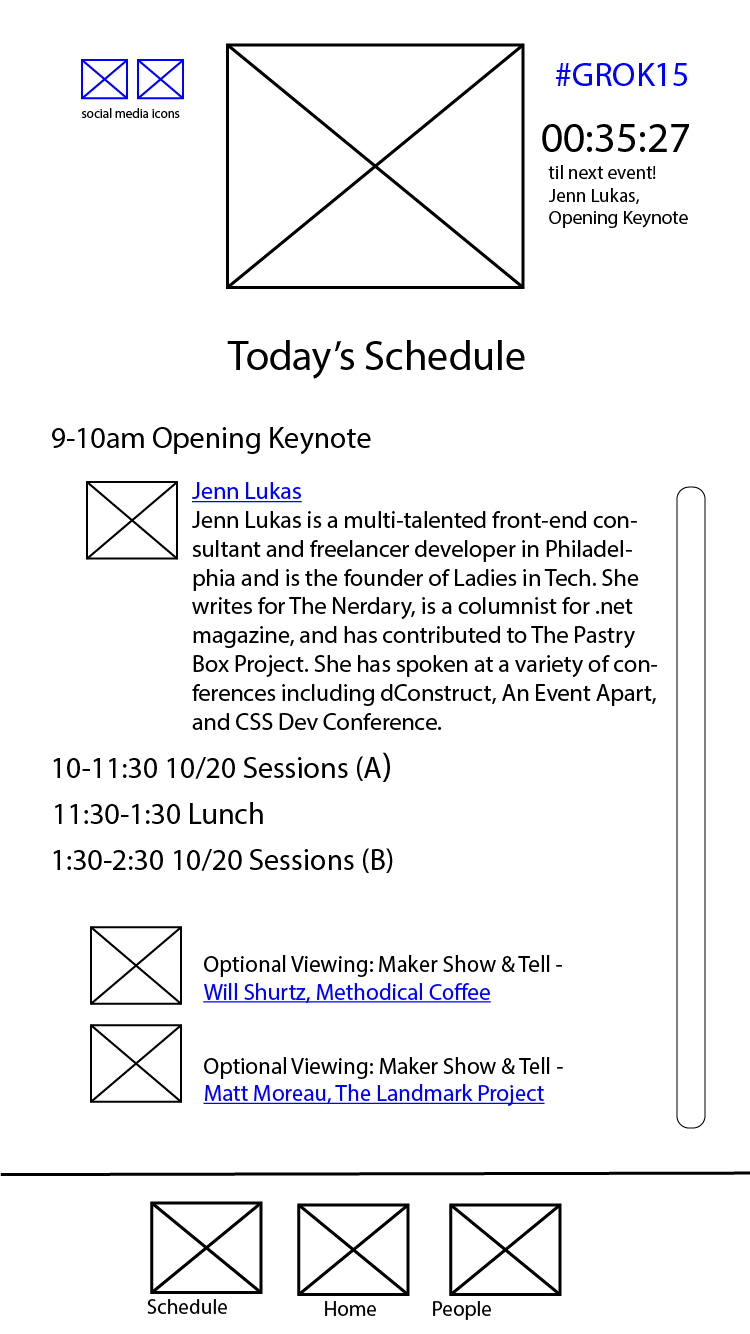 #GROK15
social media icons
00:35:27
til next event!
Jenn Lukas,
Opening Keynote
Today’s Schedule
9-10am Opening Keynote
Jenn Lukas
Jenn Lukas is a multi-talented front-end con-
sultant and freelancer developer in Philadel-
phia and is the founder of Ladies in Tech. She
writes for The Nerdary, is a columnist for .net
magazine, and has contributed to The Pastry
Box Project. She has spoken at a variety of con-
ferences including dConstruct, An Event Apart,
and CSS Dev Conference.
10-11:30 10/20 Sessions (A)
11:30-1:30 Lunch
1:30-2:30 10/20 Sessions (B)
Optional Viewing: Maker Show & Tell -
Will Shurtz, Methodical Coffee
Optional Viewing: Maker Show & Tell -
Matt Moreau, The Landmark Project
Schedule
Home
People